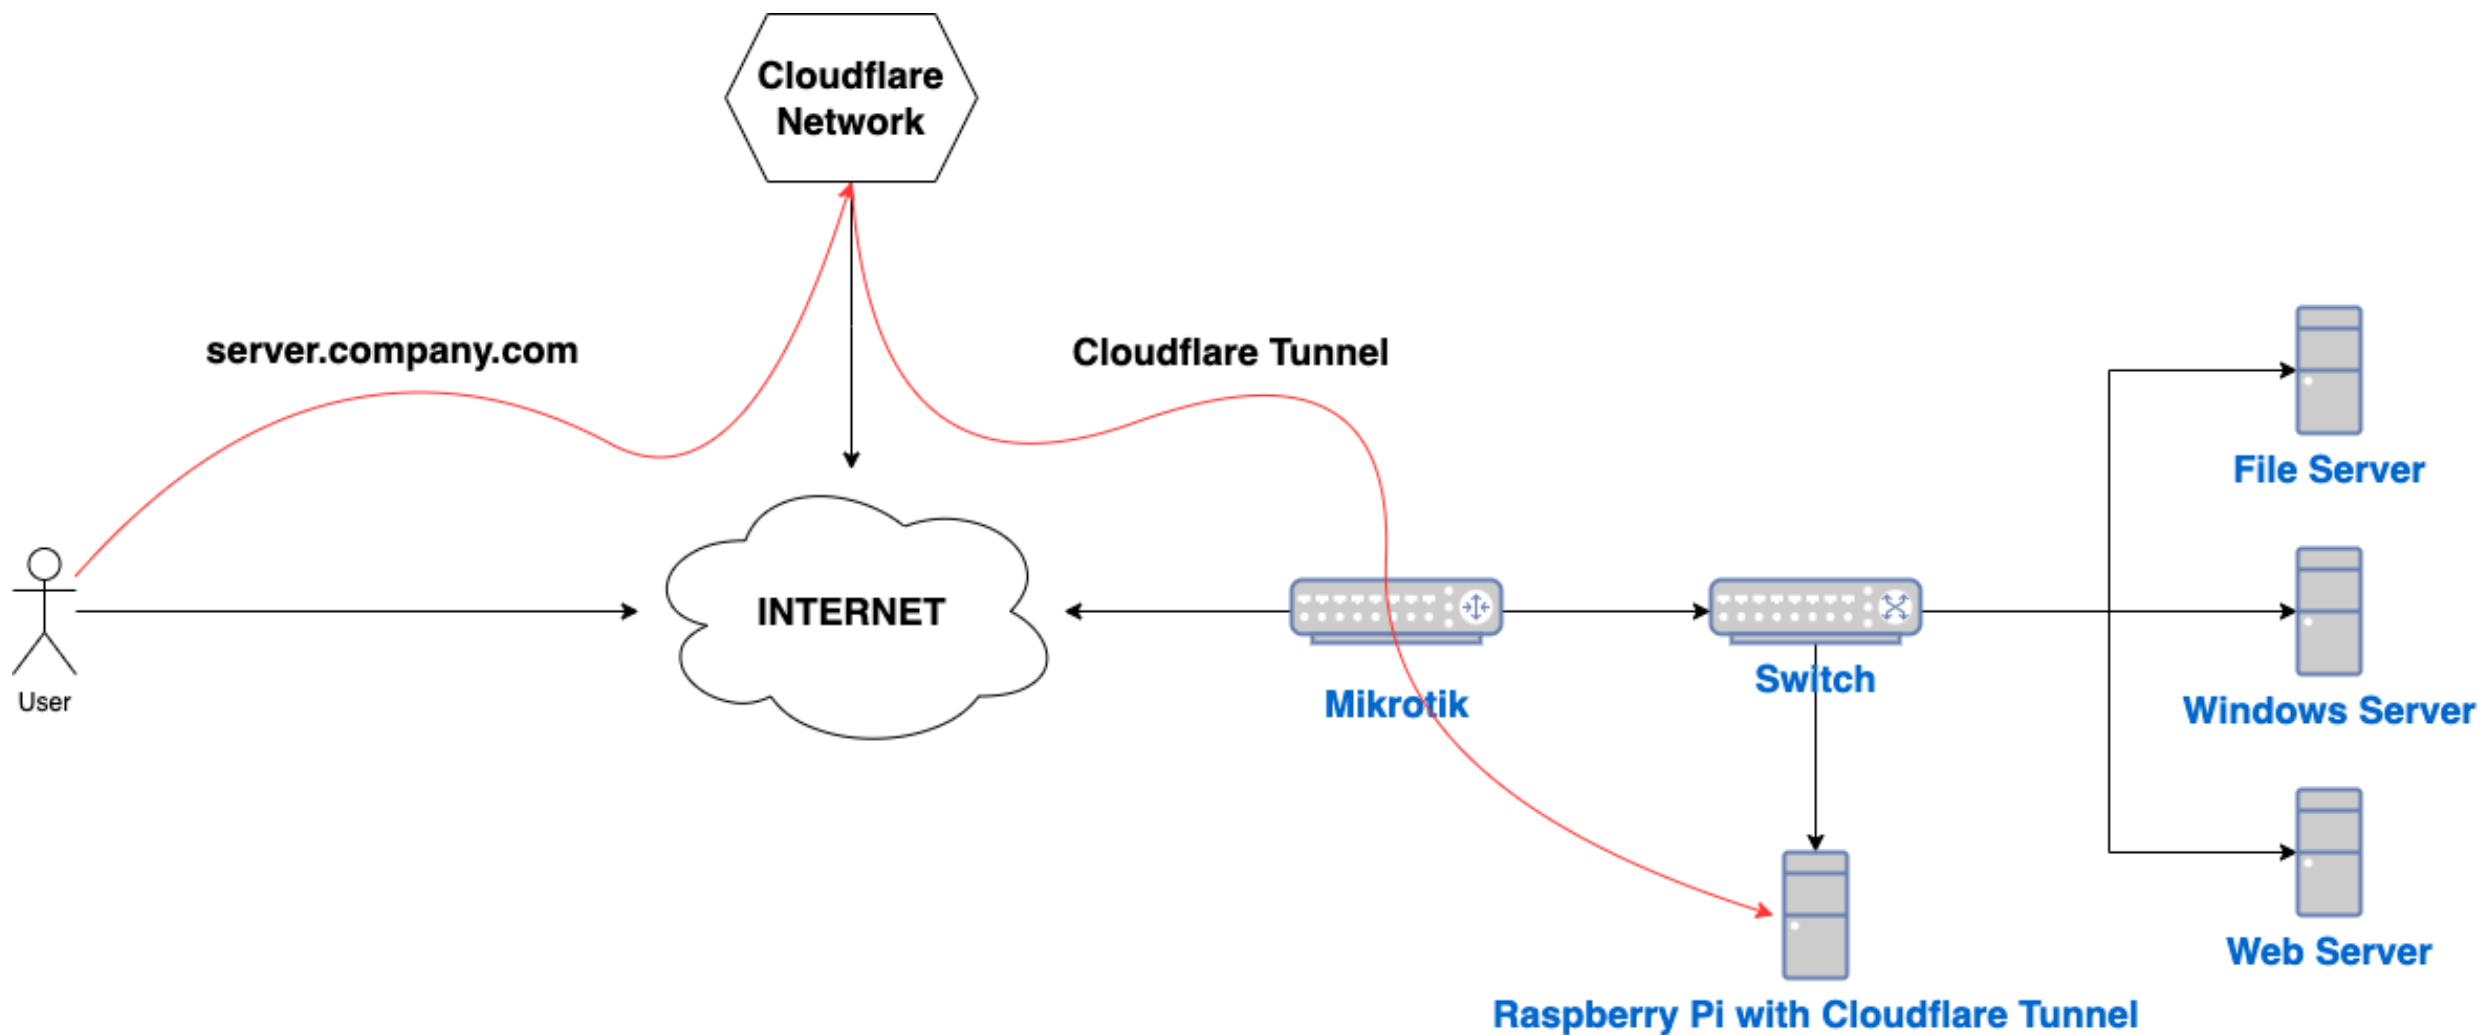 Cloudflare
Network
server.company.com
Cloudflare Tunnel
File Server
INTERNET
User
Mikrotik
Switch
Windows Server
Web Server
Raspberry Pi with Cloudflare Tunnel